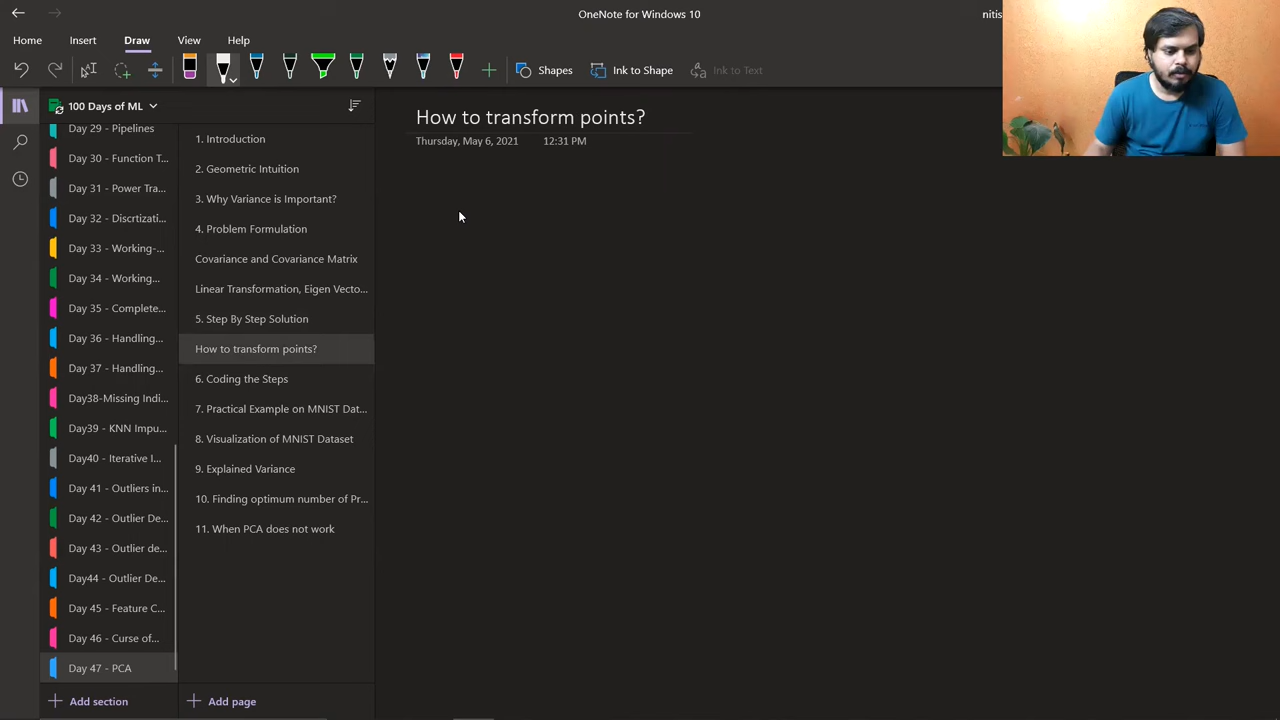 OneNote for Windows 10
nitis
Home
Insert
Draw
View
Help
Shapes
Ink to Shape
Ink to Text
100 Days of ML
Day 29 - Pipelines
Day 30 - Function T...
Day 31 - Power Tra...
Day 32 - Discrtizati...
Day 33 - Working-...
Day 34 - Working...
Day 35 - Complete...
Day 36 - Handling...
Day 37 - Handling...
Day38-Missing Indi...
Day39 - KNN Impu...
Day40 - Iterative I...
Day 41 - Outliers in...
Day 42 - Outlier De...
Day 43 - Outlier de...
Day44 - Outlier De...
Day 45 - Feature C...
Day 46 - Curse of...
Day 47 - PCA
Add section
1. Introduction
2. Geometric Intuition
3. Why Variance is Important?
4. Problem Formulation
Covariance and Covariance Matrix
Linear Transformation, Eigen Vecto...
5. Step By Step Solution
How to transform points?
6. Coding the Steps
7. Practical Example on MNIST Dat...
8. Visualization of MNIST Dataset
9. Explained Variance
10. Finding optimum number of Pr...
11. When PCA does not work
Add page
How to transform points?
Thursday, May 6, 2021 12:31 PM